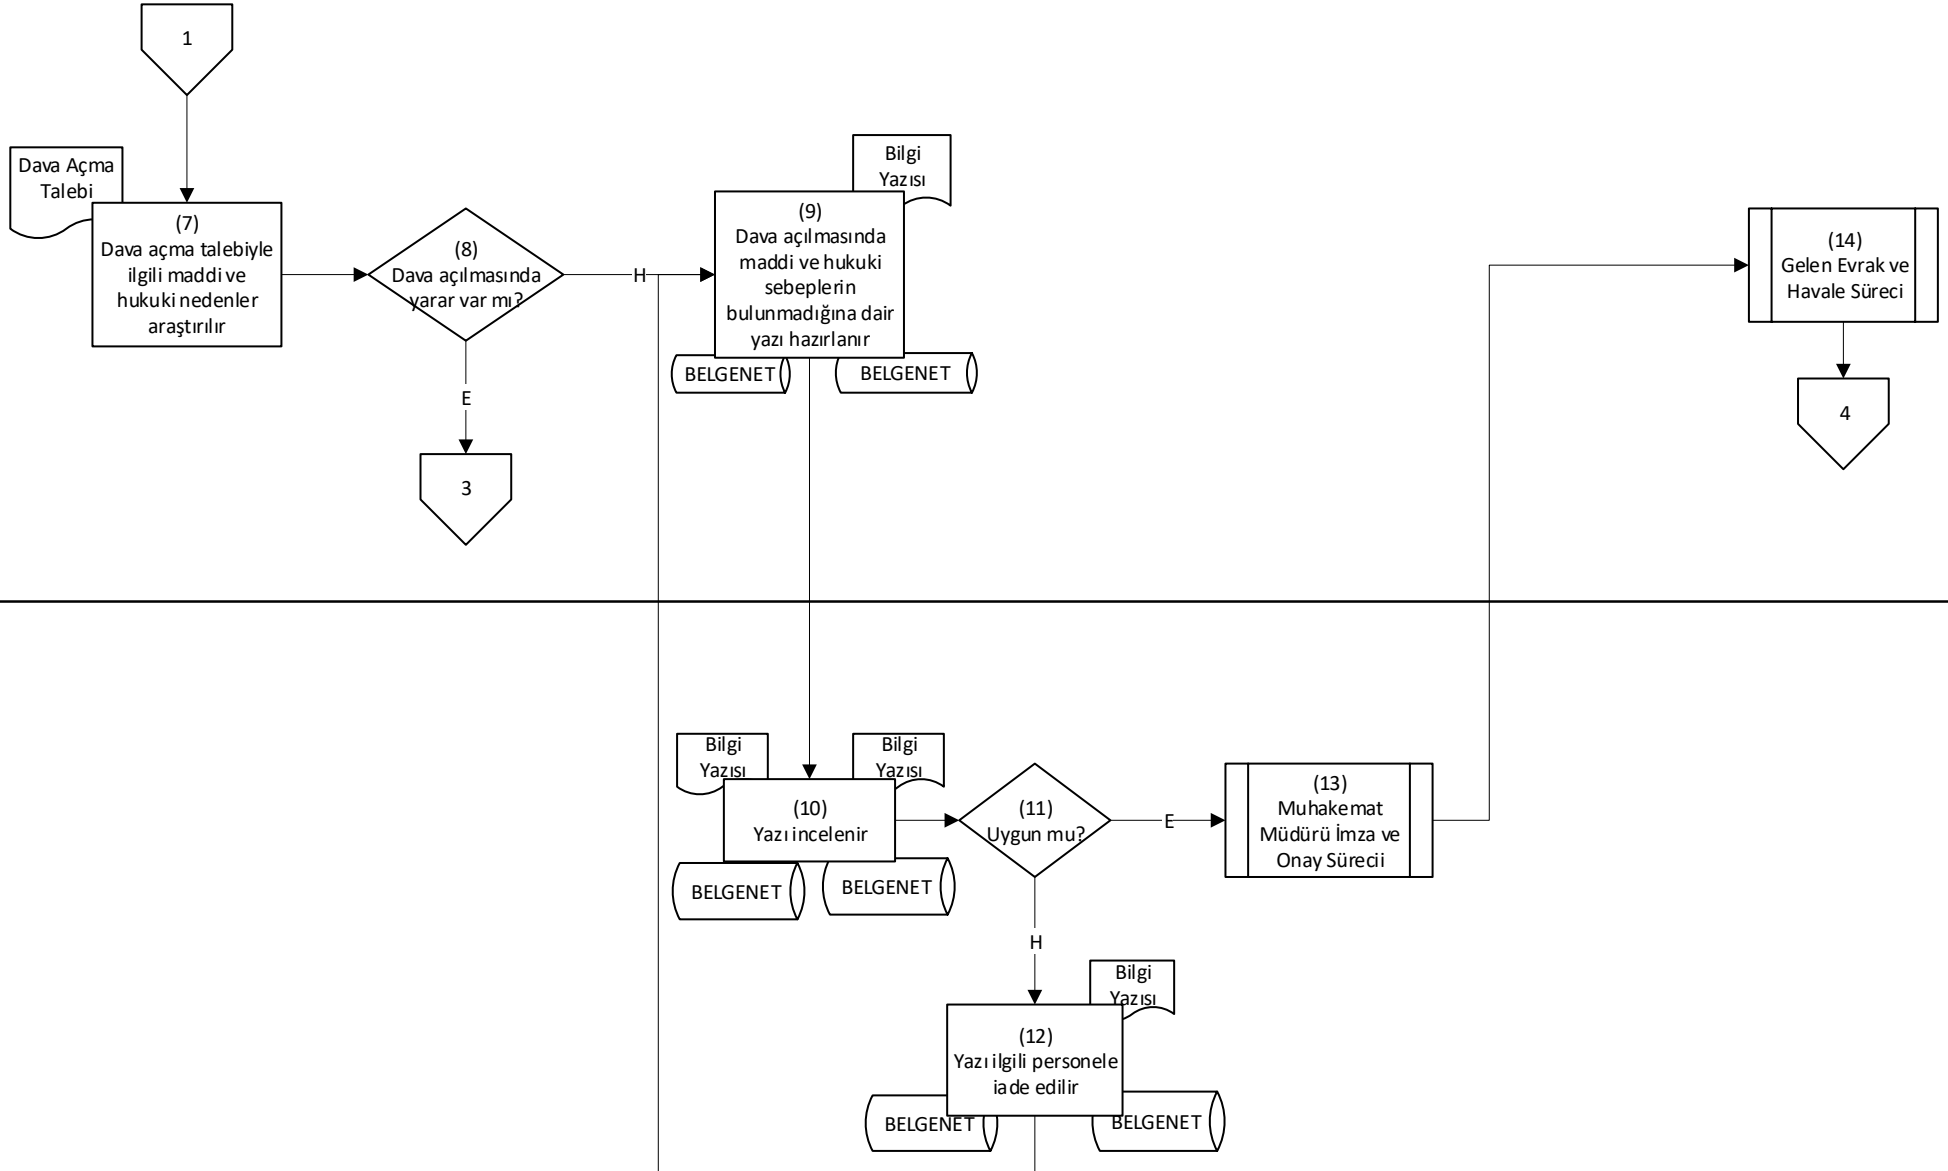 1
Dava Açma
Talebi
(7)
Dava açma talebiyle
ilgili maddi ve
hukuki nedenler
araştırılır
(8)
Dava açılmasında
yarar var mı?
H
E
3
Bilgi
Yazısı
(9)
Dava açılmasında
maddi ve hukuki
sebeplerin
bulunmadığına dair
yazı hazırlanır
BELGENET
BELGENET
(14)
Gelen Evrak ve
Havale Süreci
4
Bilgi
Yazısı
Bilgi
Yazısı
(10)
Yazı incelenir
BELGENET
BELGENET
(11)
Uygun mu?
E
(13)
Muhakemat
Müdürü İmza ve
Onay Sürecii
H
Bilgi
Yazısı
(12)
Yazı ilgili personele
iade edilir
BELGENET
BELGENET